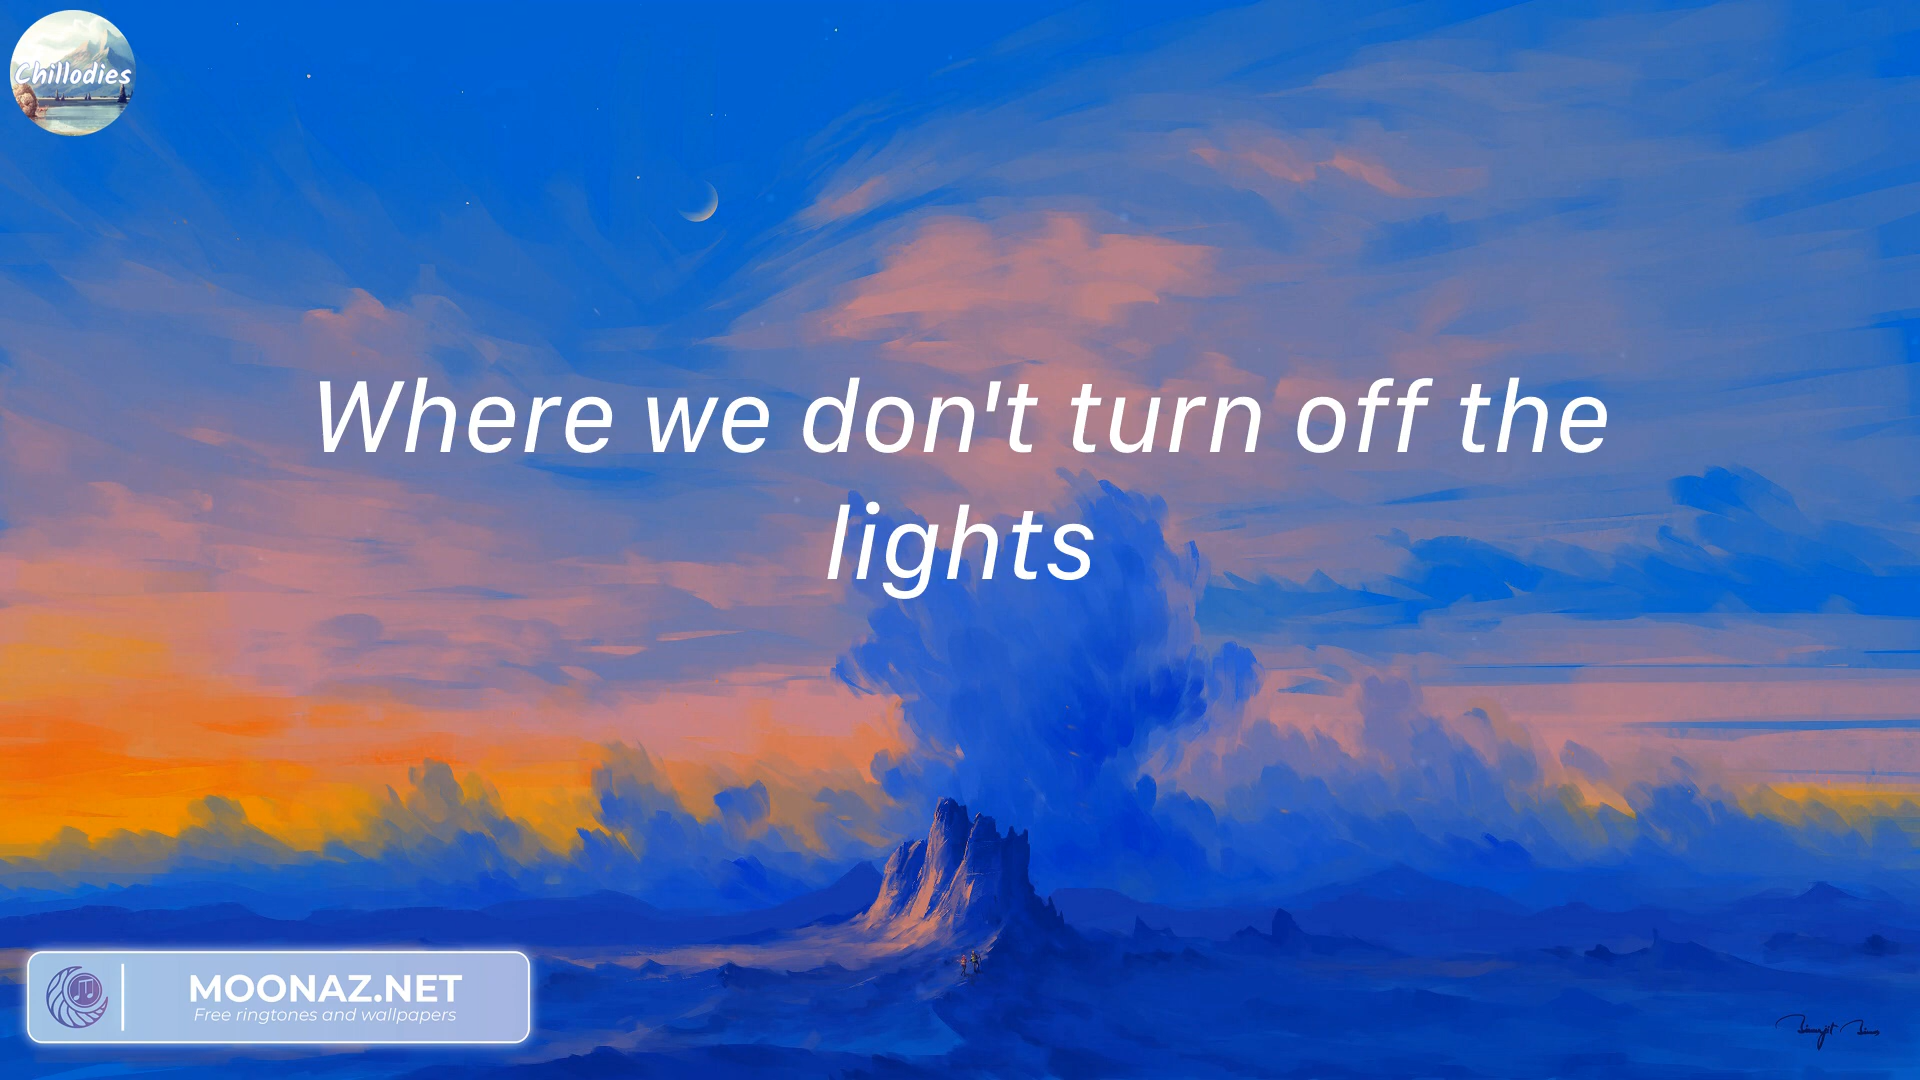 Chillodies
Where we don't turn off the
lights
MOONAZ.NET
Free ringtones and wallpapers